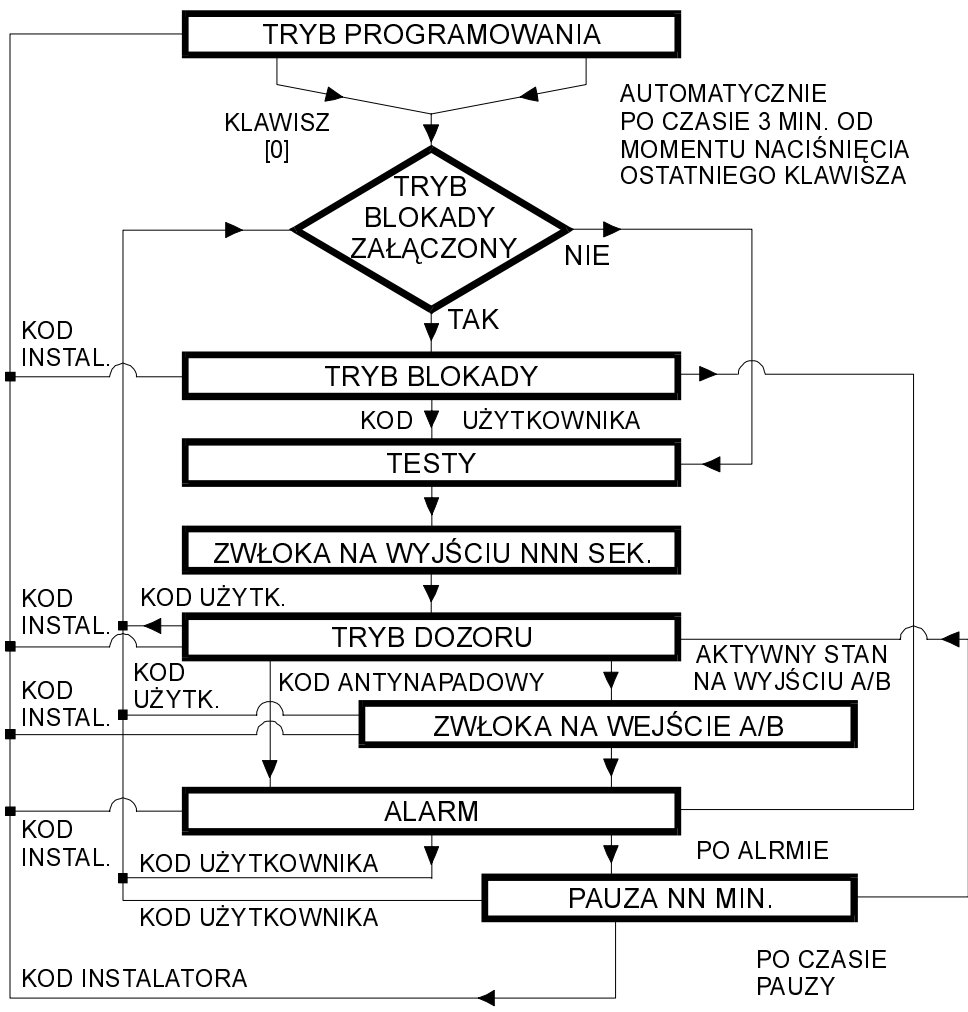 TRYB PROGRAMOWANIA
KLAWISZ
[0]
AUTOMATYCZNIE
PO CZASIE 3 MIN. OD
MOMENTU NACIŚNIĘCIA
OSTATNIEGO KLAWISZA
TRYB
BLOKADY
ZAŁĄCZONY
NIE
TAK
KOD
INSTAL.
TRYB BLOKADY
KOD UŻYTKOWNIKA
TESTY
ZWŁOKA NA WYJŚCIU NNN SEK.
KOD
INSTAL.
KOD UŻYTK.
TRYB DOZORU
KOD
UŻYTK.
KOD ANTYNAPADOWY
AKTYWNY STAN
NA WYJŚCIU A/B
KOD
INSTAL.
ZWŁOKA NA WEJŚCIE A/B
ALARM
KOD
INSTAL.
KOD UŻYTKOWNIKA
PO ALRMIE
PAUZA NN MIN.
KOD UŻYTKOWNIKA
KOD INSTALATORA
PO CZASIE
PAUZY